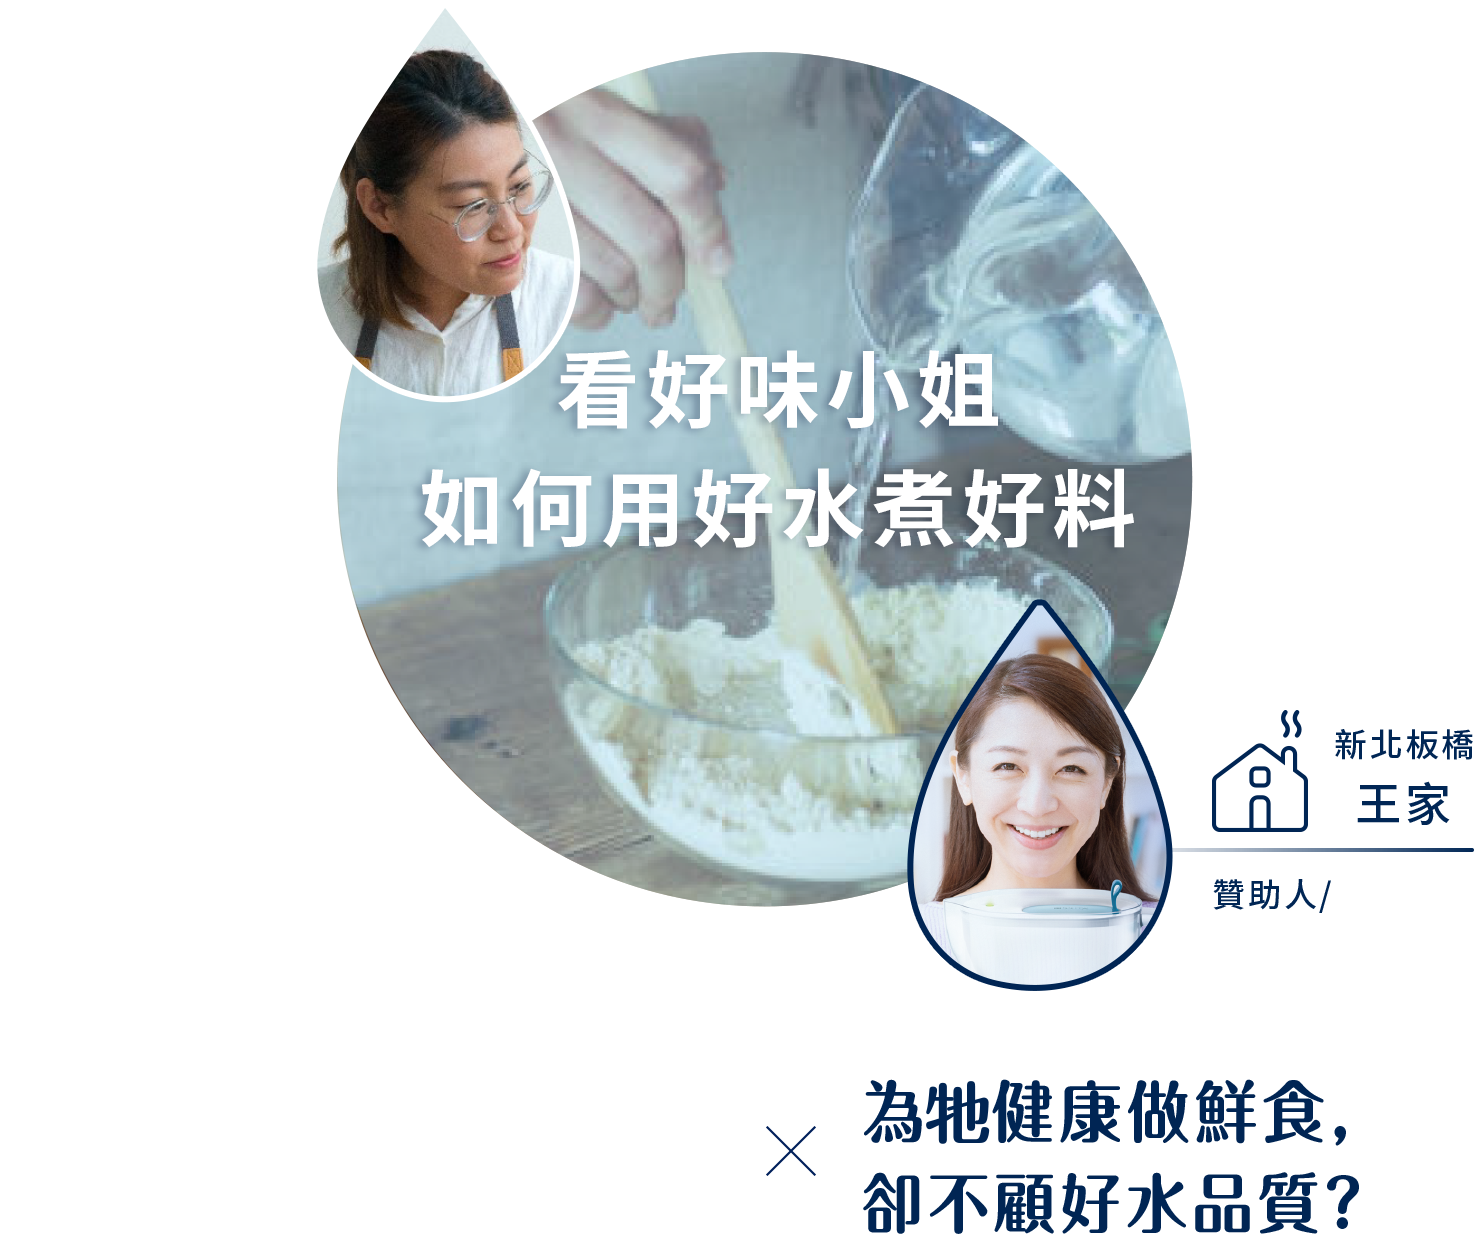 看好味小姐
如何用好水煮好料
新北板橋
王家
贊助人/
為牠健康做鮮食，
卻不顧好水品質？